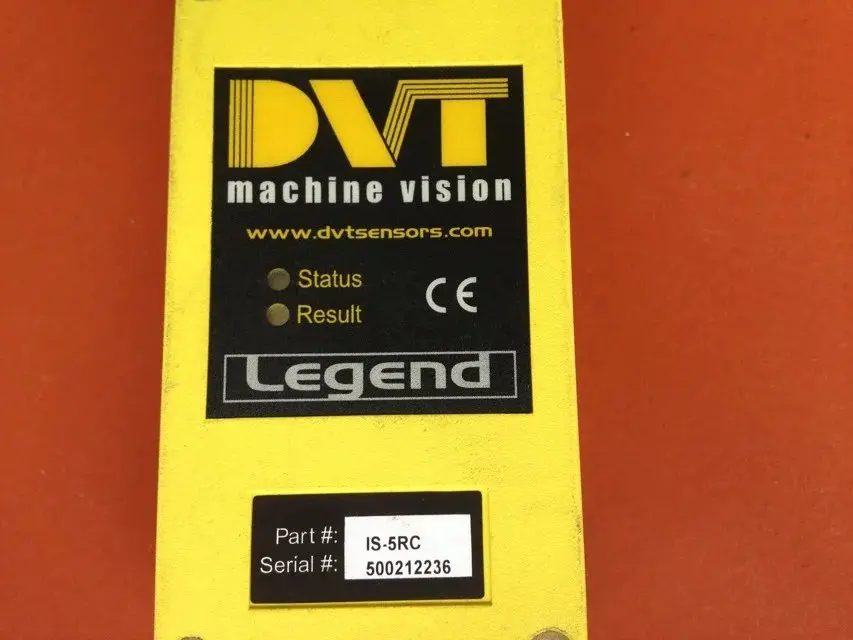 DVT
machine vision
www.dvtsensors.com
Status
Result
CE
Legend
Part #: IS-5RC
Serial #: 500212236